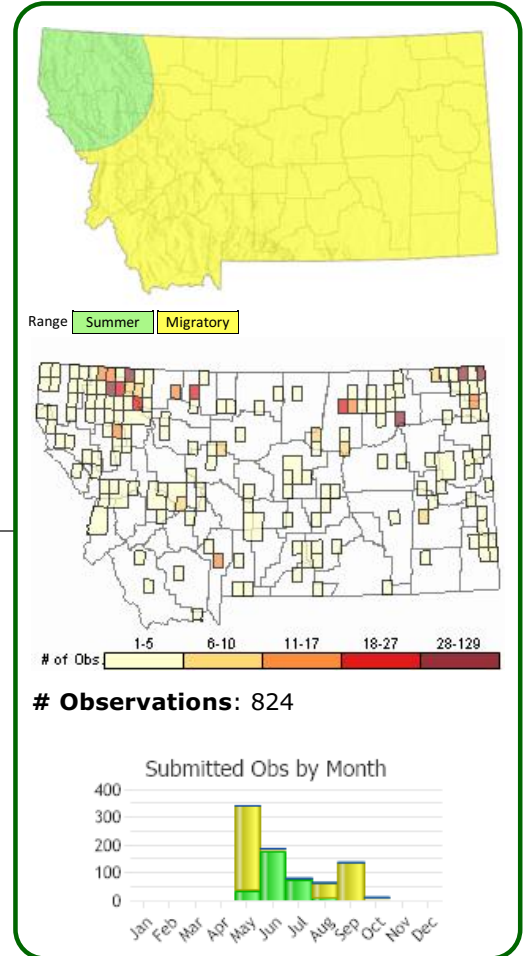 Range Summer Migratory
1-5 6-10 11-17 18-27 28-129
# of Obs.
# Observations: 824
Submitted Obs by Month
400
300
200
100
0
Jan Feb Mar Apr May Jun Jul Aug Sep Oct Nov Dec